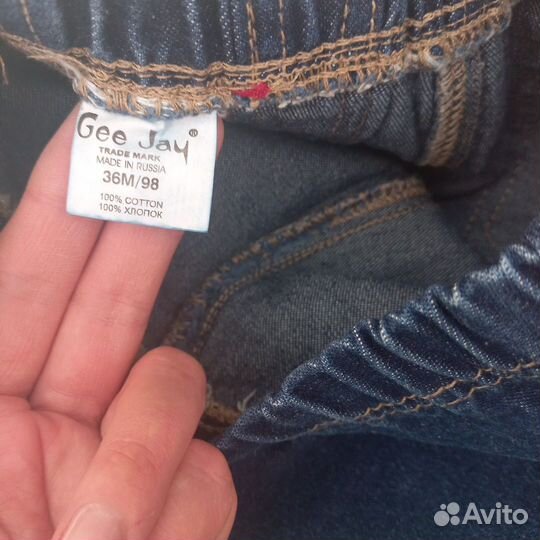 Gee Jay®
TRADE MARK
MADE IN RUSSIA
36M/98
100% COTTON
100% ХЛОПОК
Avito